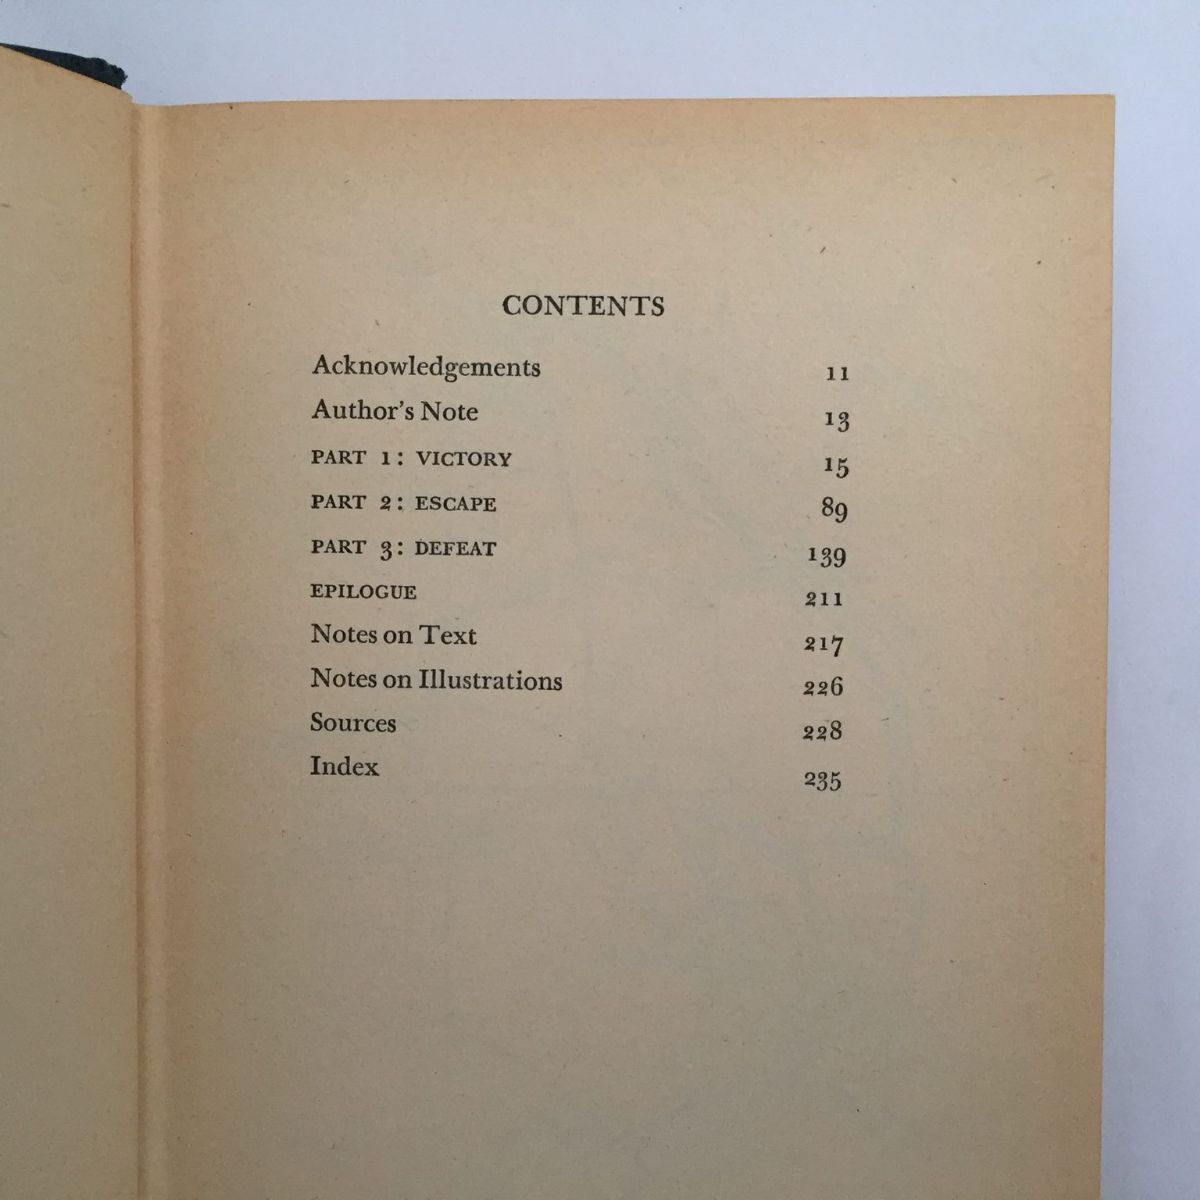 CONTENTS
Acknowledgements 11
Author's Note 13
PART 1: VICTORY 15
PART 2: ESCAPE 89
PART 3: DEFEAT 139
EPILOGUE 211
Notes on Text 217
Notes on Illustrations 226
Sources 228
Index 235